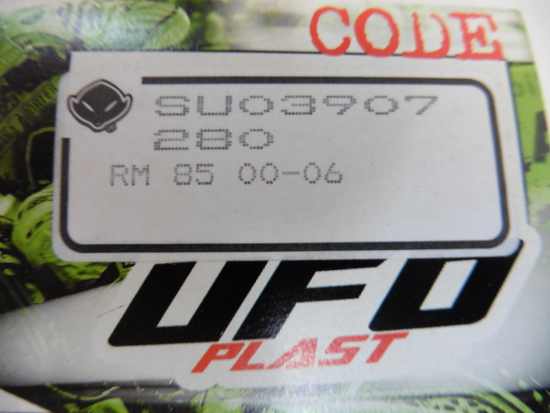 CODE
SU03907
280
RM 85 00-06
UFO
PLAST